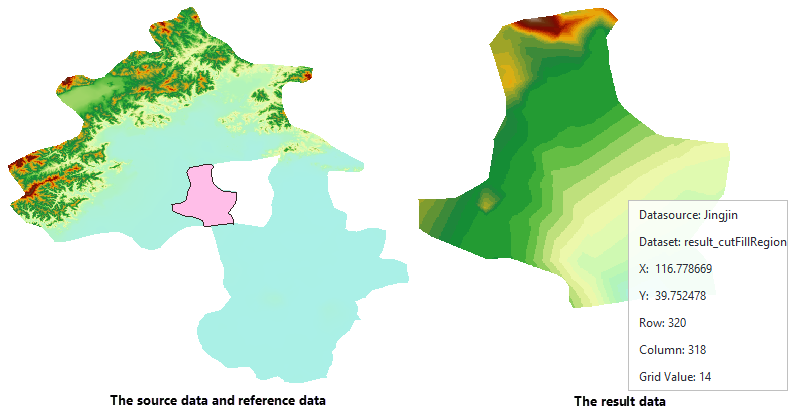 Datasource: Jingjin
Dataset: result_cutFillRegion
X:  116.778669
Y:  39.752478
Row: 320
Column: 318
Grid Value: 14
The source data and reference data
The result data